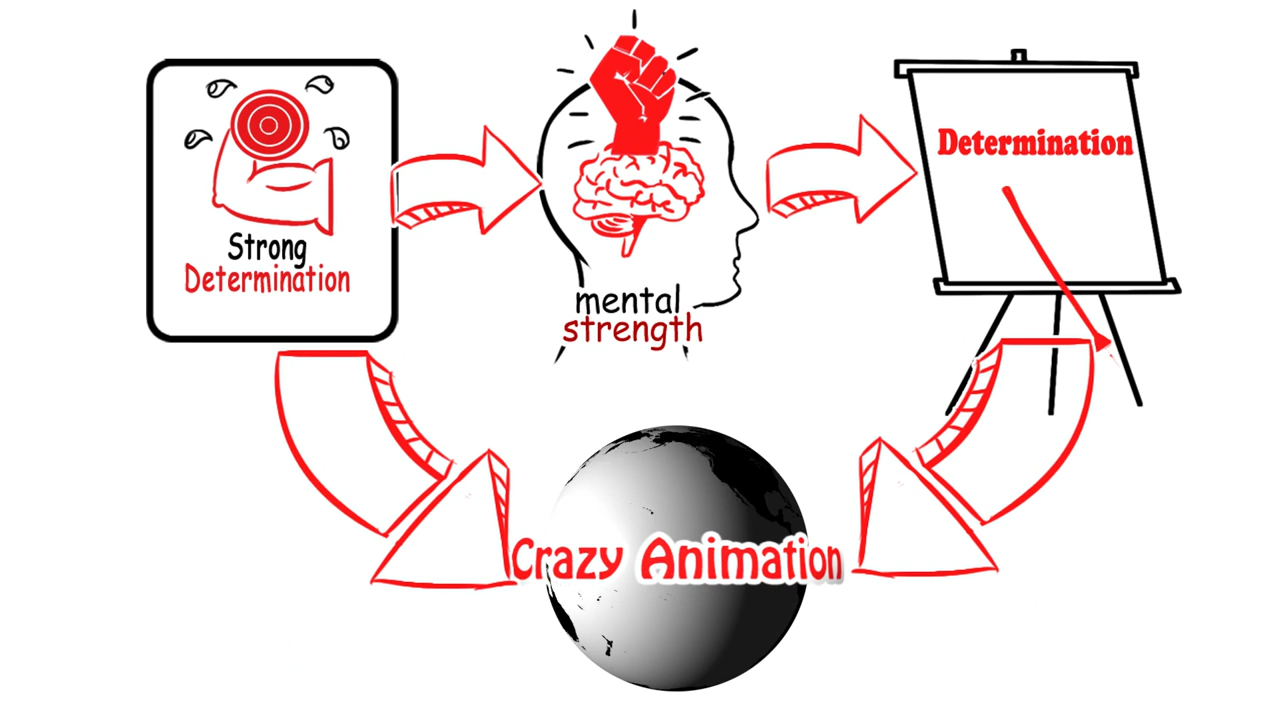 Strong
Determination
mental
strength
Determination
Crazy Animation